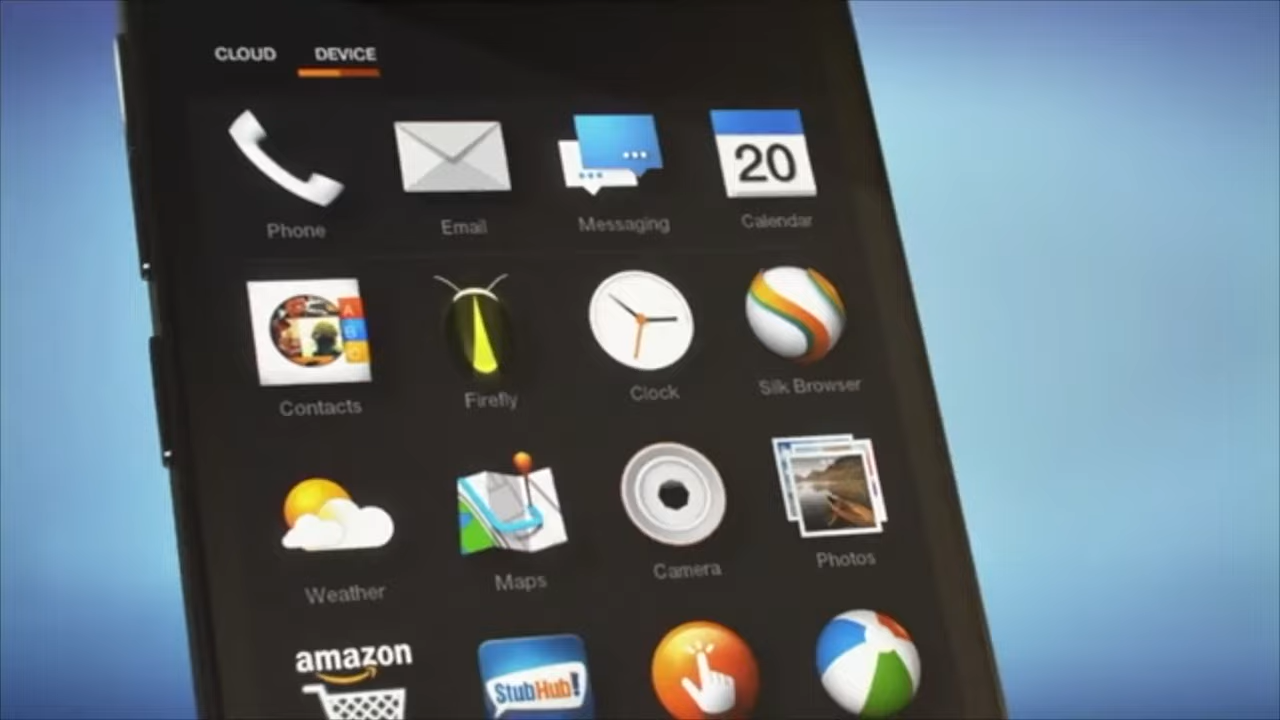 CLOUD DEVICE
20
Phone Email Messaging Calendar
A
B
C
Contacts Firefly Clock Silk Browser
Weather Maps Camera Photos
amazon
StubHub!